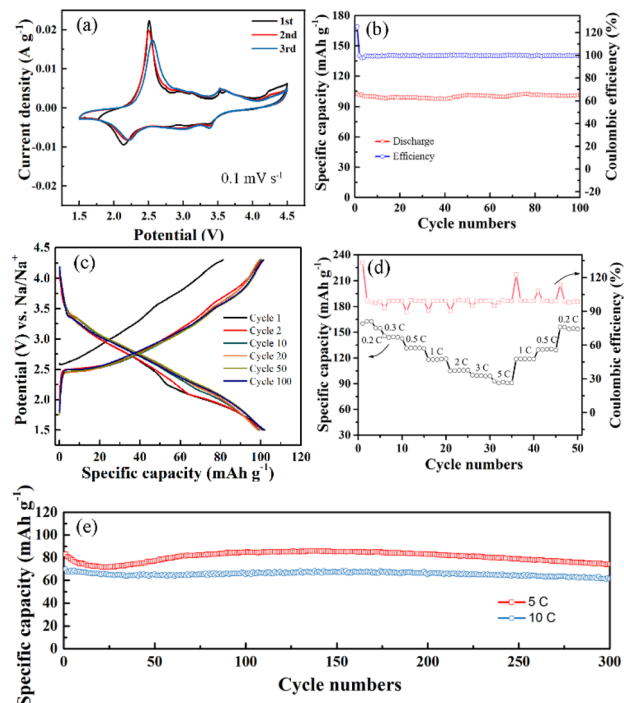 (a)
1st
2nd
3rd
0.1 mV s⁻¹
Current density (A g⁻¹)
0.02
0.01
0.00
-0.01
-0.02
1.5 2.0 2.5 3.0 3.5 4.0 4.5
Potential (V)
(b)
Specific capacity (mAh g⁻¹)
180
150
120
90
60
30
0
Discharge
Efficiency
0 20 40 60 80 100
Cycle numbers
Coulombic efficiency (%)
120
100
80
60
40
20
0
-20
(c)
Potential (V) vs. Na/Na⁺
4.5
4.0
3.5
3.0
2.5
2.0
1.5
Cycle 1
Cycle 2
Cycle 10
Cycle 20
Cycle 50
Cycle 100
0 20 40 60 80 100 120
Specific capacity (mAh g⁻¹)
(d)
Specific capacity (mAh g⁻¹)
240
210
180
150
120
90
60
30
0.2 C
0.3 C
0.5 C
1 C
2 C
3 C
5 C
1 C
0.5 C
0.2 C
0 10 20 30 40 50
Cycle numbers
Coulombic efficiency (%)
120
90
60
30
0
(e)
Specific capacity (mAh g⁻¹)
120
100
80
60
40
20
0
5 C
10 C
0 50 100 150 200 250 300
Cycle numbers